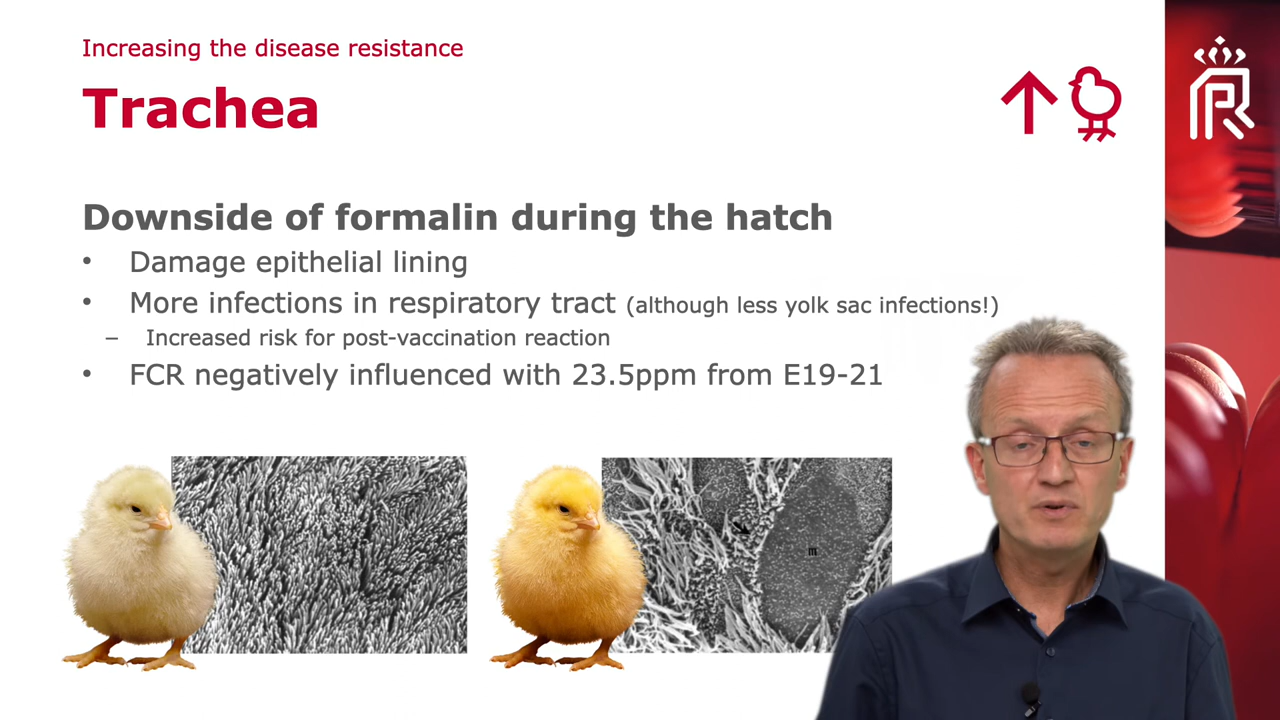 Increasing the disease resistance
Trachea
Downside of formalin during the hatch
• Damage epithelial lining
• More infections in respiratory tract (although less yolk sac infections!)
– Increased risk for post-vaccination reaction
• FCR negatively influenced with 23.5ppm from E19-21
m